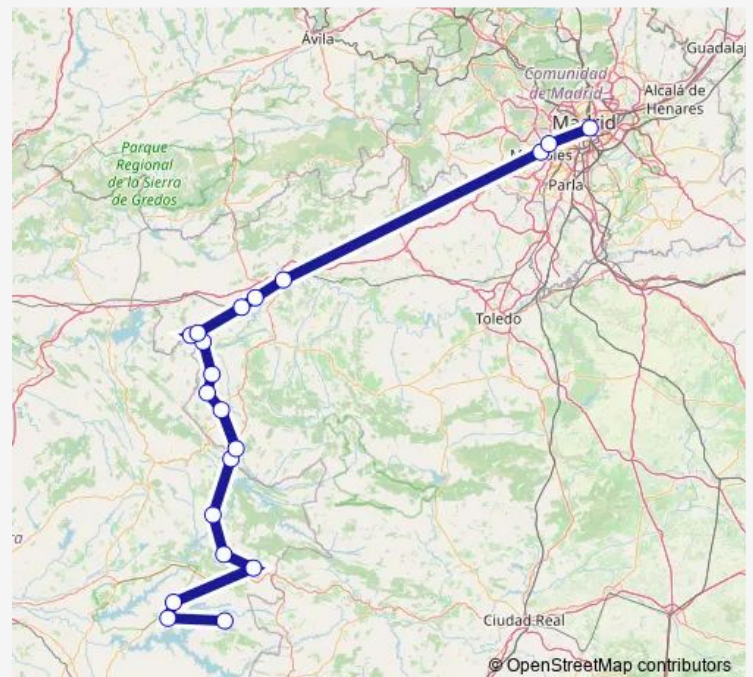 Ávila
Guadalaj
Comunidad
de Madrid
Alcalá de
Henares
Madrid
Parque
Regional
de la Sierra
de Gredos
Parla
Toledo
Ciudad Real
© OpenStreetMap contributors